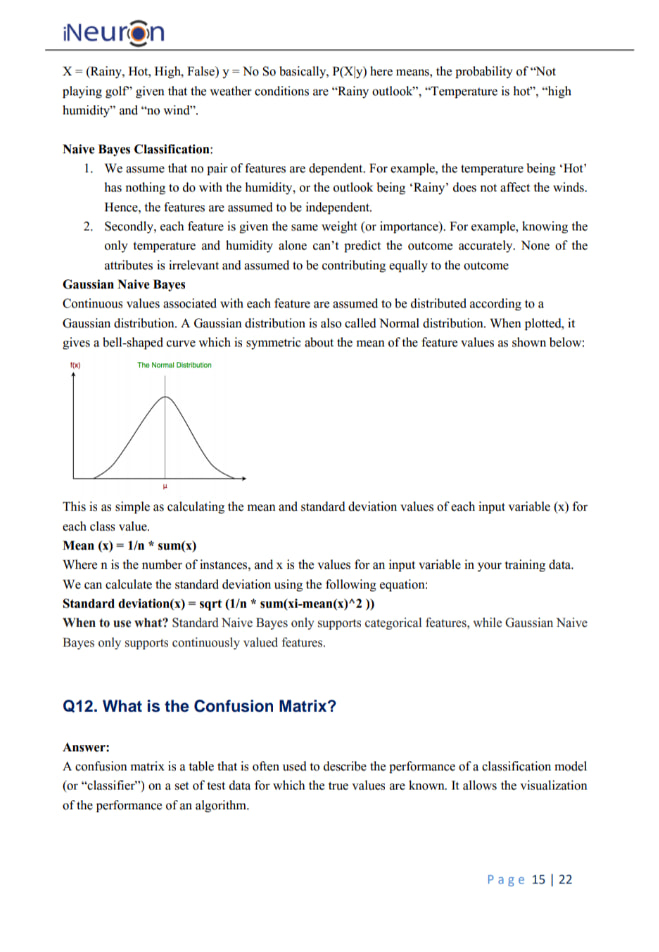 iNeuron
X = (Rainy, Hot, High, False) y = No So basically, P(X|y) here means, the probability of “Not
playing golf” given that the weather conditions are “Rainy outlook”, “Temperature is hot”, “high
humidity” and “no wind”.
Naive Bayes Classification:
1. We assume that no pair of features are dependent. For example, the temperature being ‘Hot’
has nothing to do with the humidity, or the outlook being ‘Rainy’ does not affect the winds.
Hence, the features are assumed to be independent.
2. Secondly, each feature is given the same weight (or importance). For example, knowing the
only temperature and humidity alone can’t predict the outcome accurately. None of the
attributes is irrelevant and assumed to be contributing equally to the outcome
Gaussian Naive Bayes
Continuous values associated with each feature are assumed to be distributed according to a
Gaussian distribution. A Gaussian distribution is also called Normal distribution. When plotted, it
gives a bell-shaped curve which is symmetric about the mean of the feature values as shown below:
f(x)
The Normal Distribution
μ
This is as simple as calculating the mean and standard deviation values of each input variable (x) for
each class value.
Mean (x) = 1/n * sum(x)
Where n is the number of instances, and x is the values for an input variable in your training data.
We can calculate the standard deviation using the following equation:
Standard deviation(x) = sqrt (1/n * sum(xi-mean(x)^2 ))
When to use what? Standard Naive Bayes only supports categorical features, while Gaussian Naive
Bayes only supports continuously valued features.
Q12. What is the Confusion Matrix?
Answer:
A confusion matrix is a table that is often used to describe the performance of a classification model
(or “classifier”) on a set of test data for which the true values are known. It allows the visualization
of the performance of an algorithm.
Page 15 | 22